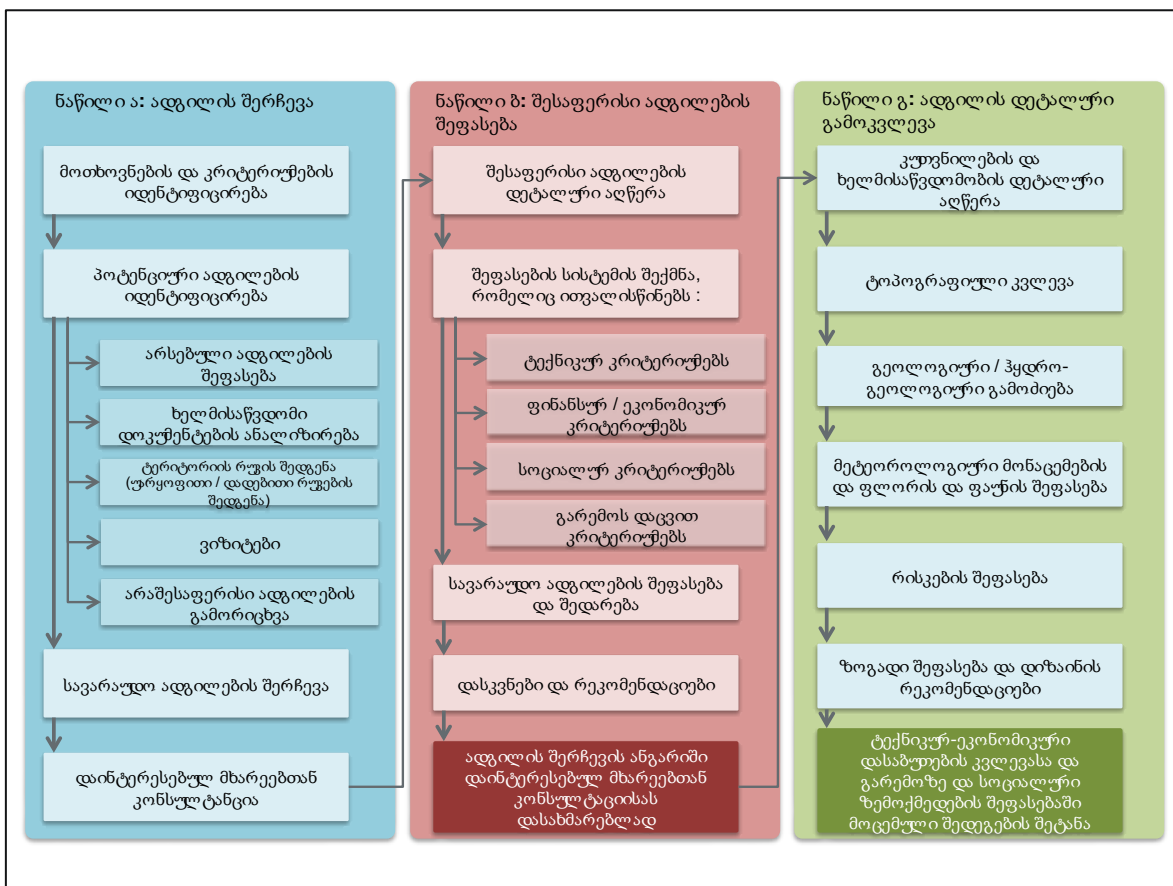 ნაწილი ა: ადგილის შერჩევა
მოთხოვნების და კრიტერიუმების
იდენტიფიცირება
პოტენციური ადგილების
იდენტიფიცირება
არსებული ადგილების
შეფასება
ხელმისაწვდომი
დოკუმენტების ანალიზირება
ტერიტორიის რუკის შედგენა
(უარყოფითი / დადებითი რუკების
შედგენა)
ვიზიტები
არაშესაფერისი ადგილების
გამორიცხვა
სავარაუდო ადგილების შერჩევა
დაინტერესებულ მხარეებთან
კონსულტანცია
ნაწილი ბ: შესაფერისი ადგილების
შეფასება
შესაფერისი ადგილების
დეტალური აღწერა
შეფასების სისტემის შექმნა,
რომელიც ითვალისწინებს :
ტექნიკურ კრიტერიუმებს
ფინანსურ / ეკონომიკურ
კრიტერიუმებს
სოციალურ კრიტერიუმებს
გარემოს დაცვით
კრიტერიუმებს
სავარაუდო ადგილების შეფასება
და შედარება
დასკვნები და რეკომენდაციები
ადგილის შერჩევის ანგარიში
დაინტერესებულ მხარეებთან
კონსულტაციისას
დასახმარებლად
ნაწილი გ: ადგილის დეტალური
გამოკვლევა
კუთვნილების და
ხელმისაწვდომობის დეტალური
აღწერა
ტოპოგრაფიული კვლევა
გეოლოგიური / ჰყდრო-
გეოლოგიური გამოძიება
მეტეოროლოგიური მონაცემების
და ფლორის და ფაუნის შეფასება
რისკების შეფასება
ზოგადი შეფასება და დიზაინის
რეკომენდაციები
ტექნიკურ-ეკონომიკური
დასაბუთების კვლევასა და
გარემოზე და სოციალური
ზემოქმედების შეფასებაში
მოცემული შედეგების შეტანა